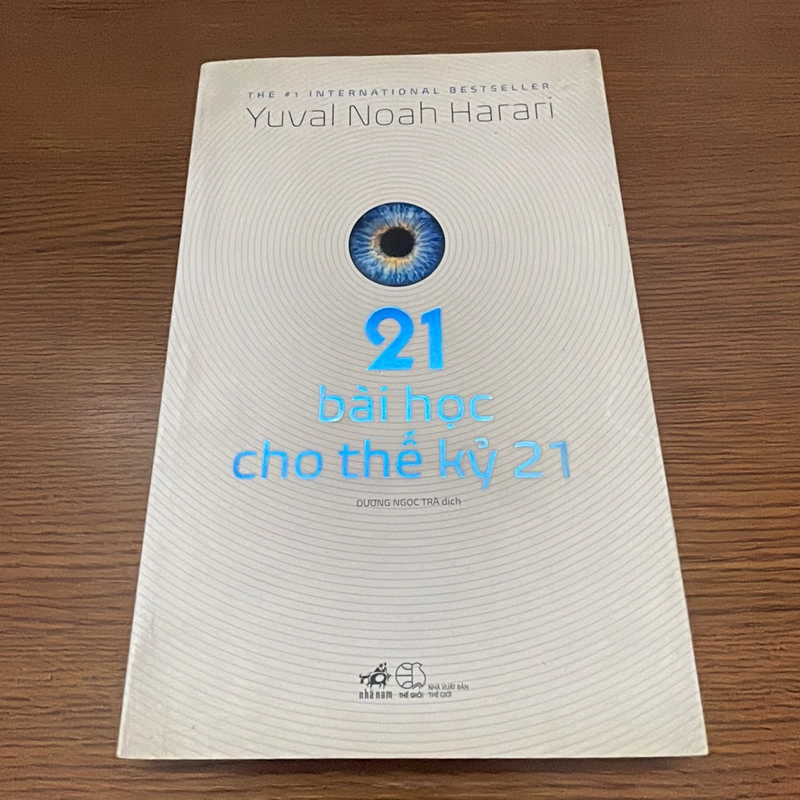 THE #1 INTERNATIONAL BESTSELLER
Yuval Noah Harari
21
bài học
cho thế kỷ 21
DƯƠNG NGỌC TRÀ dịch
nhã nam
THẾ GIỚI
NHÀ XUẤT BẢN
THẾ GIỚI